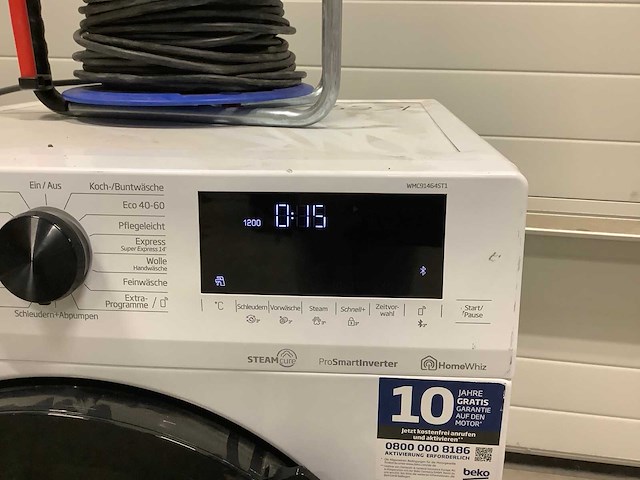 WMC91464ST1
Ein / Aus
Koch-/Buntwäsche
Eco 40-60
Pflegeleicht
Express
Super Express 14'
Wolle
Handwäsche
Feinwäsche
Extra-
Programme /
Schleudern+Abpumpen
1200 0:15
°C Schleudern Vorwäsche Steam Schnell+ Zeitvor-
wahl
Start/
Pause
STEAMcure ProSmartInverter HomeWhiz
10 JAHRE
GRATIS
GARANTIE
AUF DEN
MOTOR*
Jetzt kostenfrei anrufen
und aktivieren**
0800 000 8186
AKTIVIERUNG ERFORDERLICH
beko